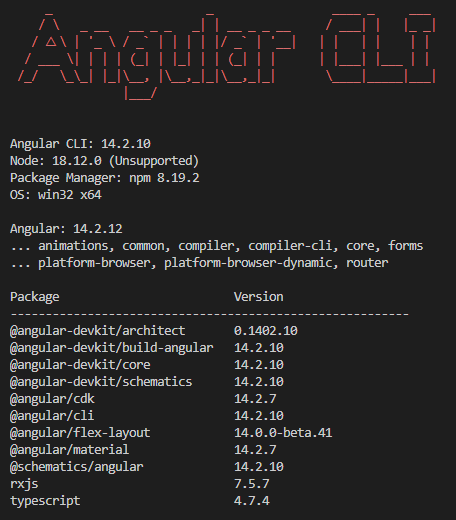 Angular CLI
Angular CLI: 14.2.10
Node: 18.12.0 (Unsupported)
Package Manager: npm 8.19.2
OS: win32 x64
Angular: 14.2.12
... animations, common, compiler, compiler-cli, core, forms
... platform-browser, platform-browser-dynamic, router
Package Version
---------------------------------------------------------
@angular-devkit/architect 0.1402.10
@angular-devkit/build-angular 14.2.10
@angular-devkit/core 14.2.10
@angular-devkit/schematics 14.2.10
@angular/cdk 14.2.7
@angular/cli 14.2.10
@angular/flex-layout 14.0.0-beta.41
@angular/material 14.2.7
@schematics/angular 14.2.10
rxjs 7.5.7
typescript 4.7.4